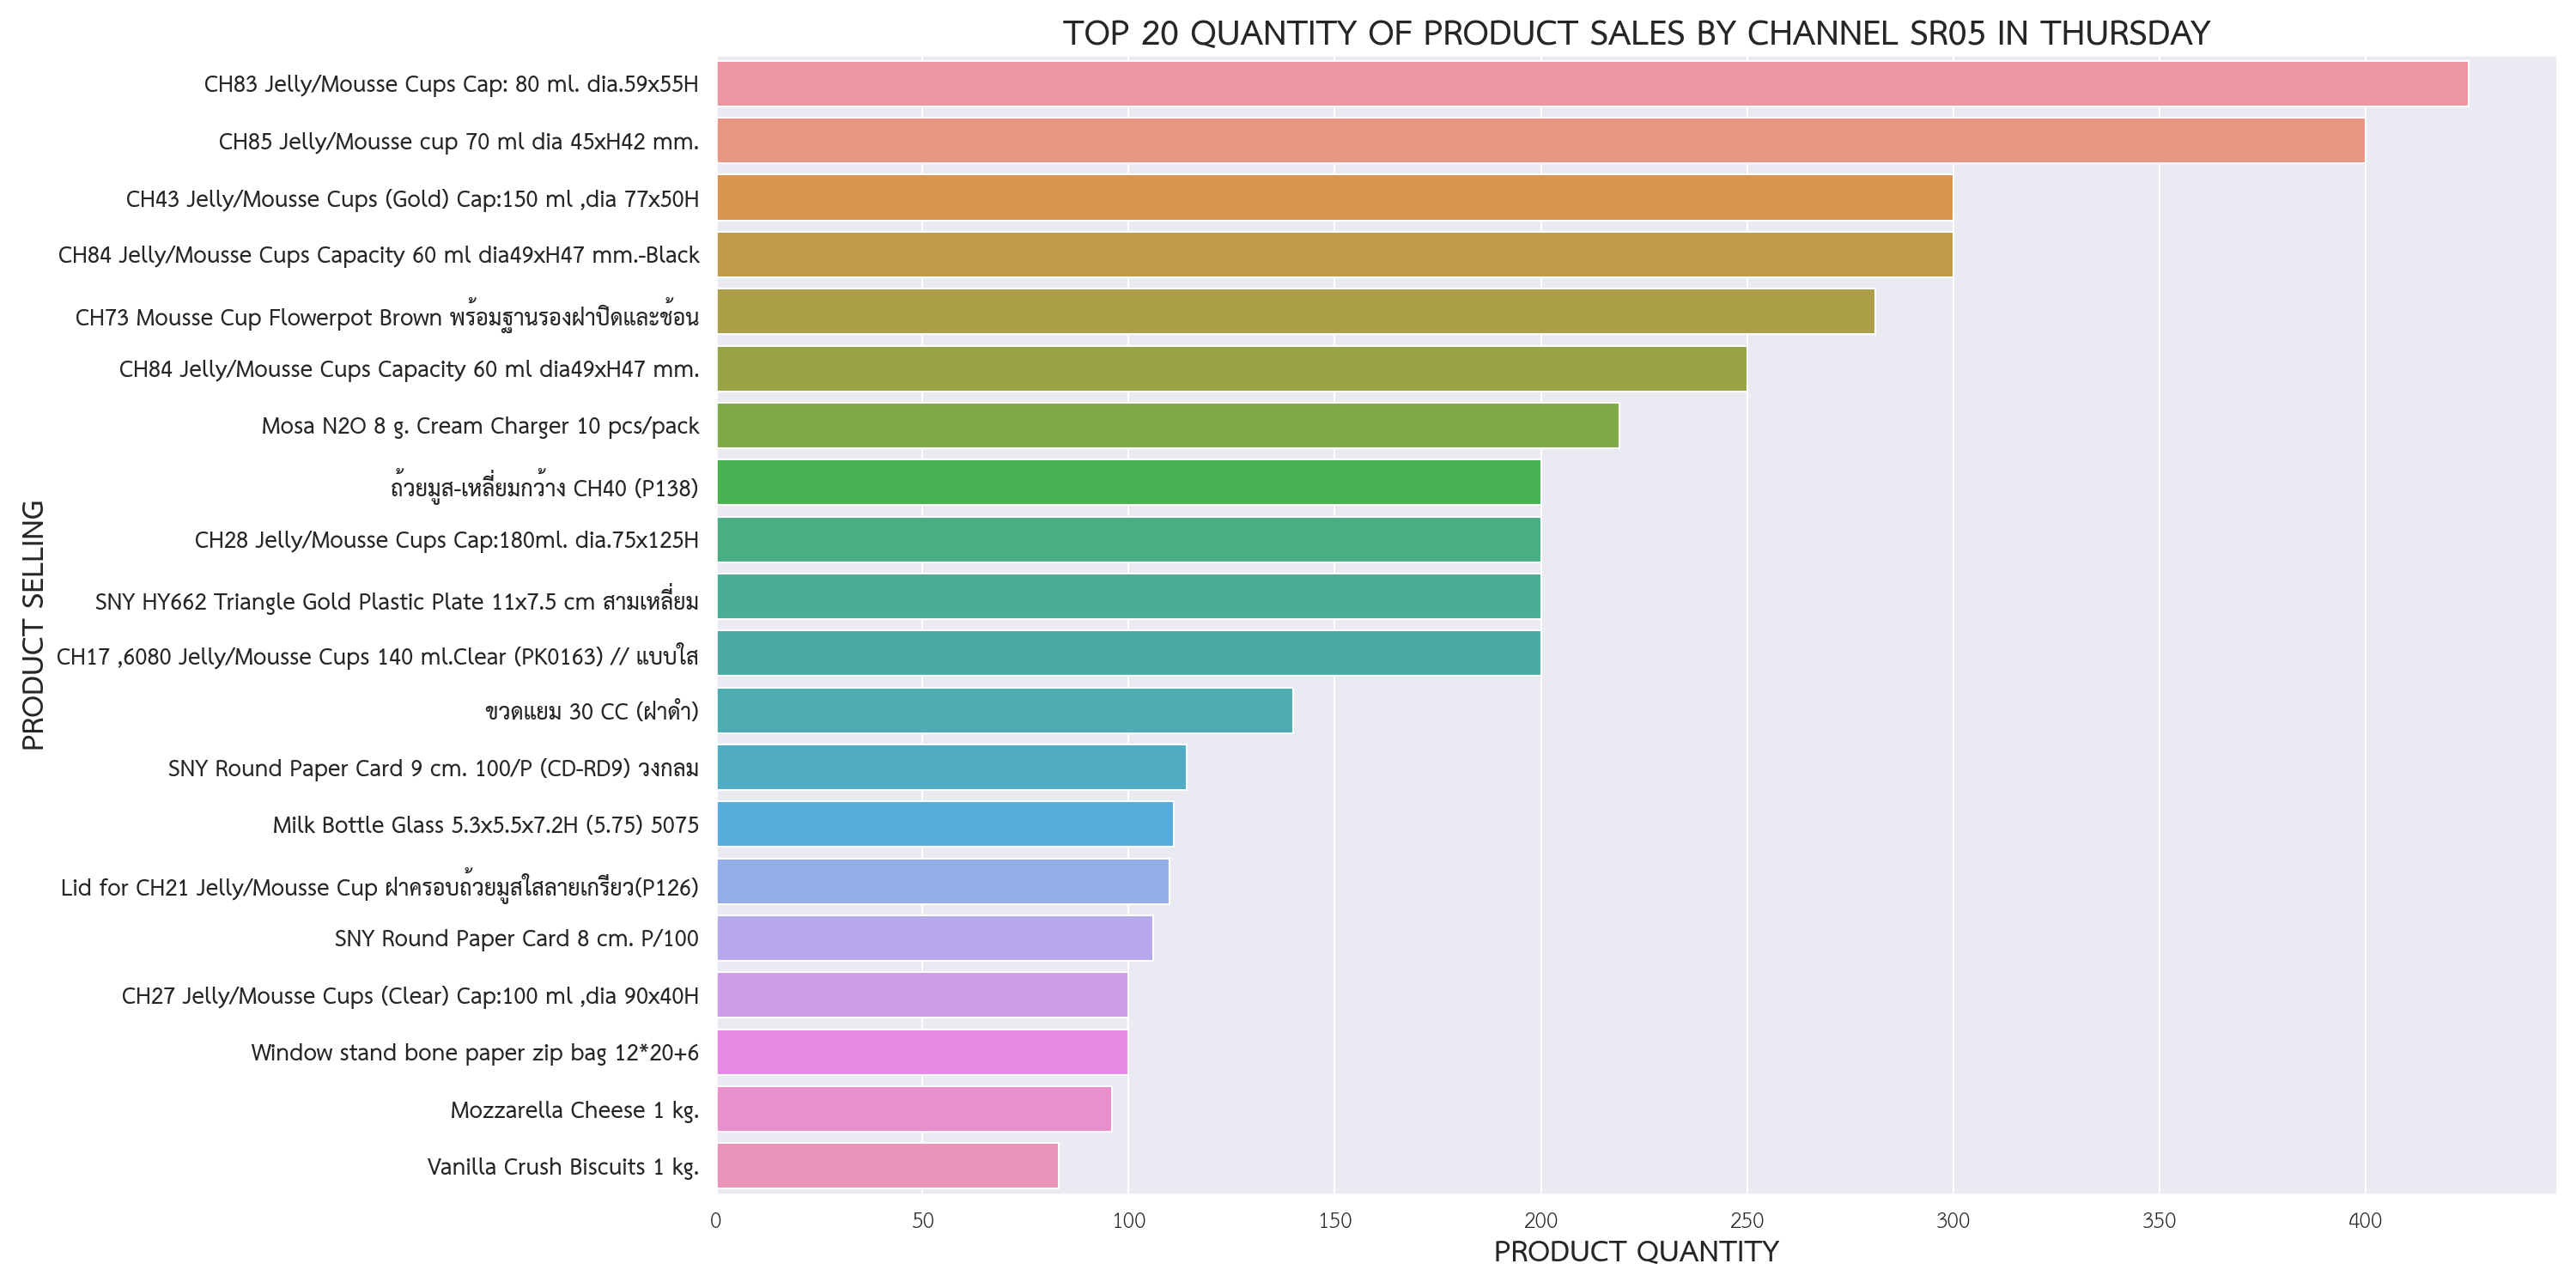 TOP 20 QUANTITY OF PRODUCT SALES BY CHANNEL SR05 IN THURSDAY
PRODUCT SELLING
CH83 Jelly/Mousse Cups Cap: 80 ml. dia.59x55H
CH85 Jelly/Mousse cup 70 ml dia 45xH42 mm.
CH43 Jelly/Mousse Cups (Gold) Cap:150 ml ,dia 77x50H
CH84 Jelly/Mousse Cups Capacity 60 ml dia49xH47 mm.-Black
CH73 Mousse Cup Flowerpot Brown พร้อมฐานรองฝาปิดและช้อน
CH84 Jelly/Mousse Cups Capacity 60 ml dia49xH47 mm.
Mosa N2O 8 g. Cream Charger 10 pcs/pack
ถ้วยมูส-เหลี่ยมกว้าง CH40 (P138)
CH28 Jelly/Mousse Cups Cap:180ml. dia.75x125H
SNY HY662 Triangle Gold Plastic Plate 11x7.5 cm สามเหลี่ยม
CH17 ,6080 Jelly/Mousse Cups 140 ml.Clear (PK0163) // แบบใส
ขวดแยม 30 CC (ฝาดำ)
SNY Round Paper Card 9 cm. 100/P (CD-RD9) วงกลม
Milk Bottle Glass 5.3x5.5x7.2H (5.75) 5075
Lid for CH21 Jelly/Mousse Cup ฝาครอบถ้วยมูสใสลายเกรียว(P126)
SNY Round Paper Card 8 cm. P/100
CH27 Jelly/Mousse Cups (Clear) Cap:100 ml ,dia 90x40H
Window stand bone paper zip bag 12*20+6
Mozzarella Cheese 1 kg.
Vanilla Crush Biscuits 1 kg.
0 50 100 150 200 250 300 350 400
PRODUCT QUANTITY